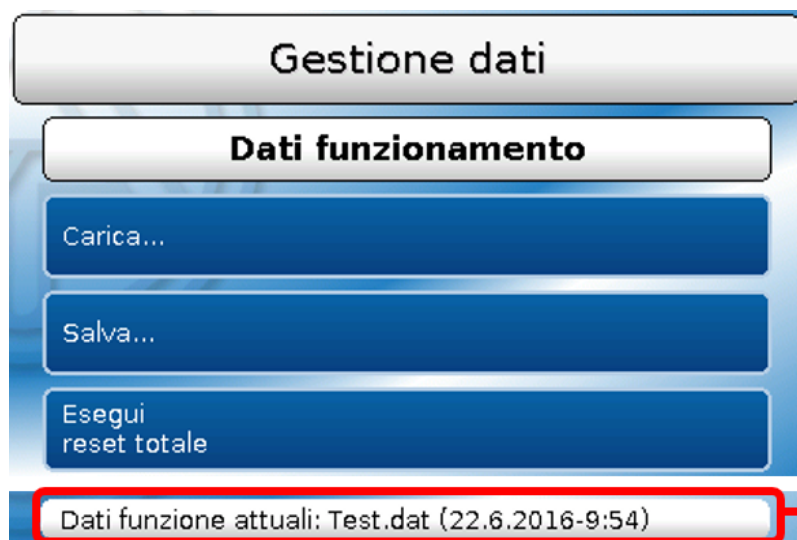 Gestione dati
Dati funzionamento
Carica...
Salva...
Esegui
reset totale
Dati funzione attuali: Test.dat (22.6.2016-9:54)